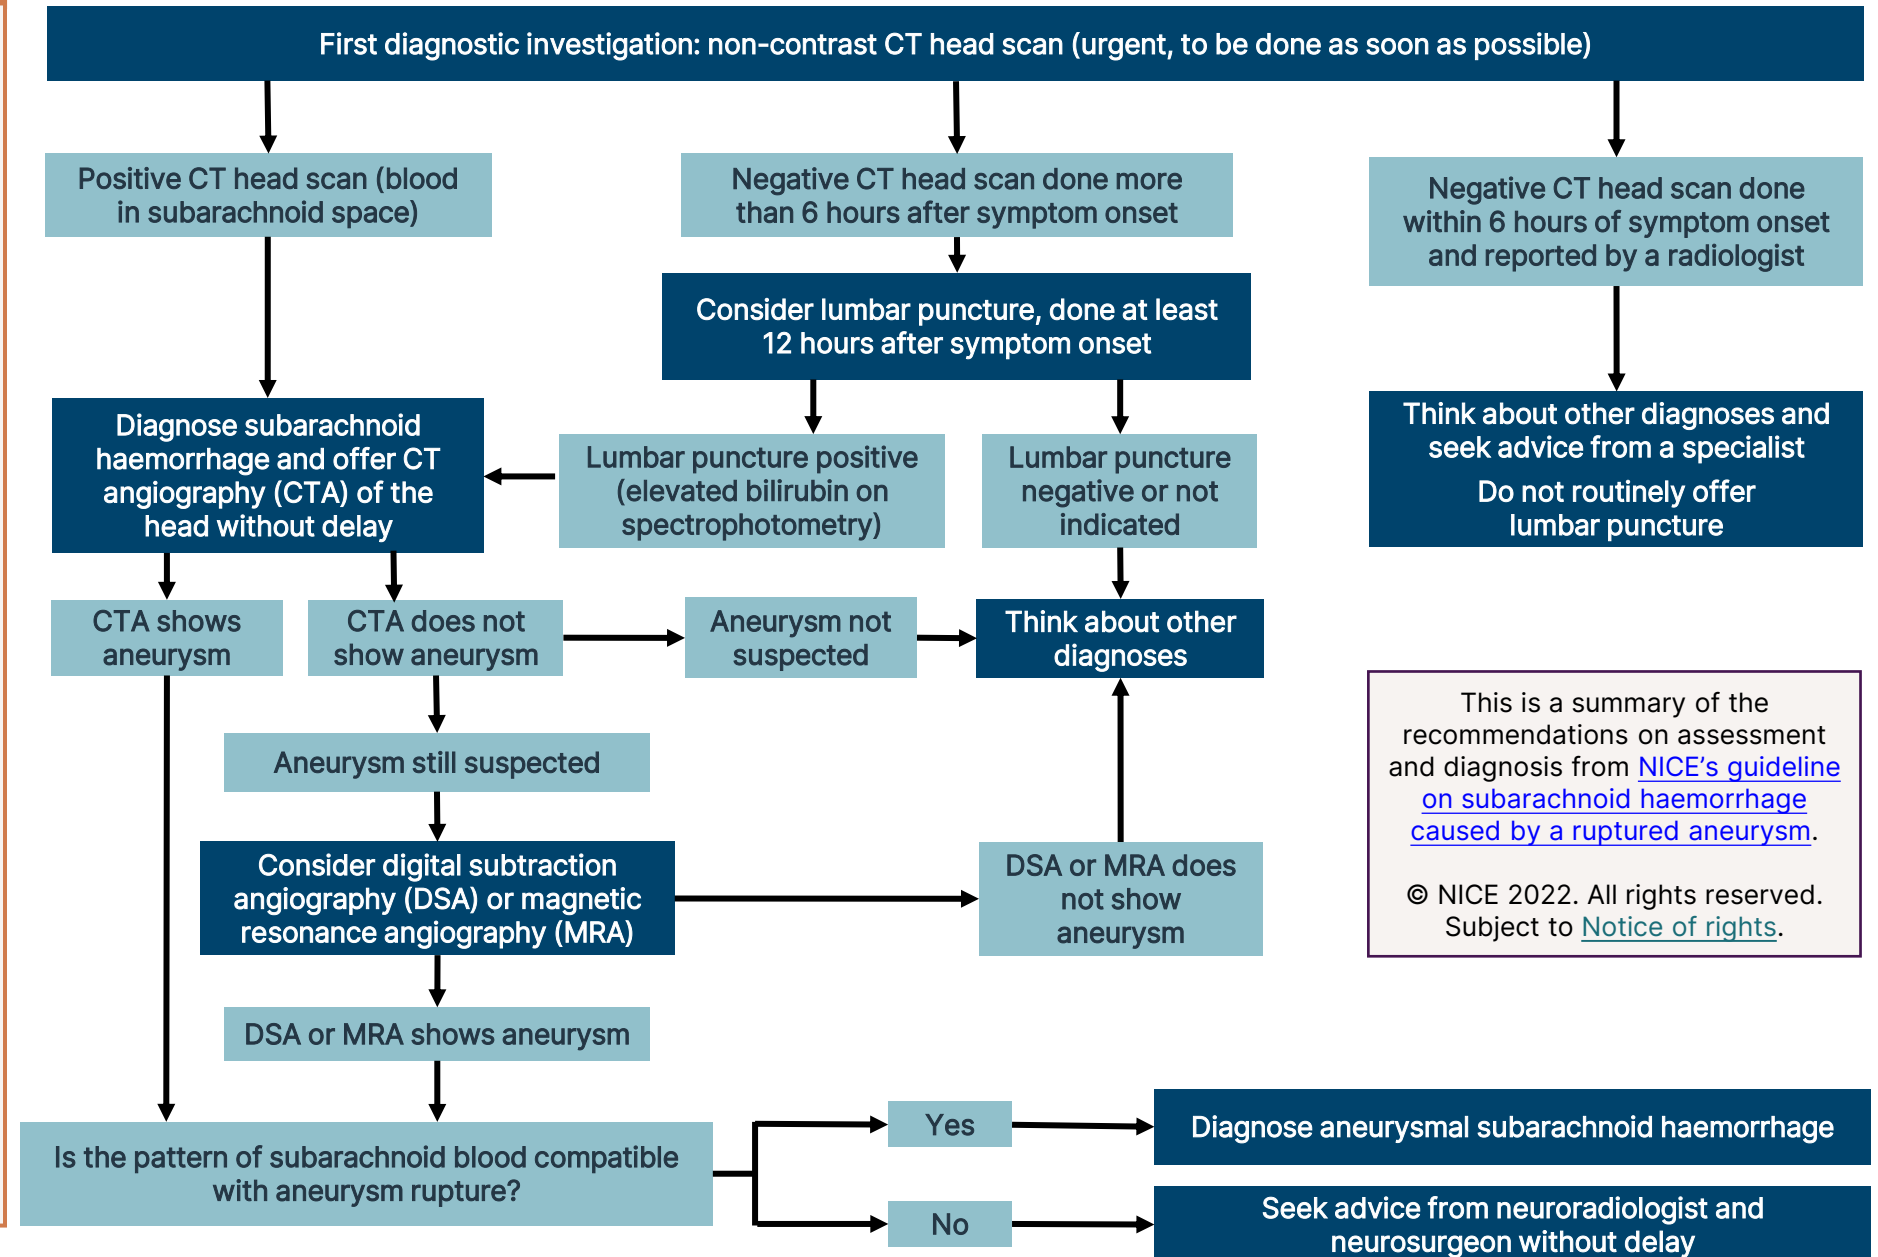 First diagnostic investigation: non-contrast CT head scan (urgent, to be done as soon as possible)
Positive CT head scan (blood
in subarachnoid space)
Negative CT head scan done more
than 6 hours after symptom onset
Negative CT head scan done
within 6 hours of symptom onset
and reported by a radiologist
Consider lumbar puncture, done at least
12 hours after symptom onset
Diagnose subarachnoid
haemorrhage and offer CT
angiography (CTA) of the
head without delay
Lumbar puncture positive
(elevated bilirubin on
spectrophotometry)
Lumbar puncture
negative or not
indicated
Think about other diagnoses and
seek advice from a specialist
Do not routinely offer
lumbar puncture
CTA shows
aneurysm
CTA does not
show aneurysm
Aneurysm not
suspected
Think about other
diagnoses
Aneurysm still suspected
Consider digital subtraction
angiography (DSA) or magnetic
resonance angiography (MRA)
DSA or MRA does
not show
aneurysm
This is a summary of the
recommendations on assessment
and diagnosis from NICE’s guideline
on subarachnoid haemorrhage
caused by a ruptured aneurysm.
© NICE 2022. All rights reserved.
Subject to Notice of rights.
DSA or MRA shows aneurysm
Is the pattern of subarachnoid blood compatible
with aneurysm rupture?
Yes
Diagnose aneurysmal subarachnoid haemorrhage
No
Seek advice from neuroradiologist and
neurosurgeon without delay